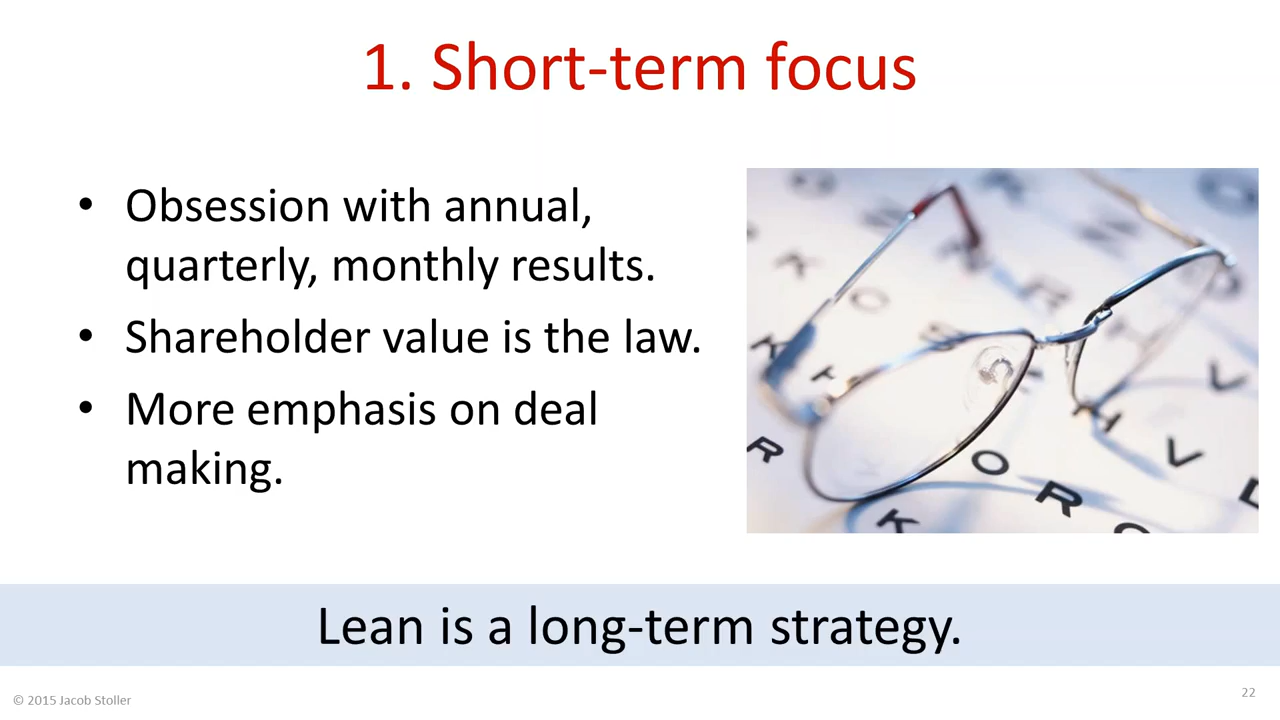 1. Short-term focus
• Obsession with annual,
quarterly, monthly results.
• Shareholder value is the law.
• More emphasis on deal
making.
R
O
R
K
H
V
Lean is a long-term strategy.
© 2015 Jacob Stoller
22